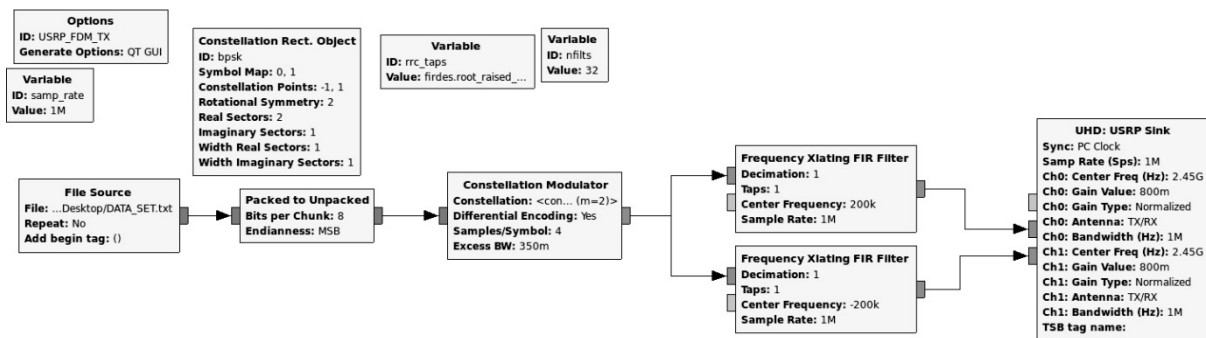 Options
ID: USRP_FDM_TX
Generate Options: QT GUI
Variable
ID: samp_rate
Value: 1M
Constellation Rect. Object
ID: bpsk
Symbol Map: 0, 1
Constellation Points: -1, 1
Rotational Symmetry: 2
Real Sectors: 2
Imaginary Sectors: 1
Width Real Sectors: 1
Width Imaginary Sectors: 1
Variable
ID: rrc_taps
Value: firdes.root_raised_...
Variable
ID: nfilts
Value: 32
File Source
File: ...Desktop/DATA_SET.txt
Repeat: No
Add begin tag: ()
Packed to Unpacked
Bits per Chunk: 8
Endianness: MSB
Constellation Modulator
Constellation: <con... (m=2)>
Differential Encoding: Yes
Samples/Symbol: 4
Excess BW: 350m
Frequency Xlating FIR Filter
Decimation: 1
Taps: 1
Center Frequency: 200k
Sample Rate: 1M
Frequency Xlating FIR Filter
Decimation: 1
Taps: 1
Center Frequency: -200k
Sample Rate: 1M
UHD: USRP Sink
Sync: PC Clock
Samp Rate (Sps): 1M
Ch0: Center Freq (Hz): 2.45G
Ch0: Gain Value: 800m
Ch0: Gain Type: Normalized
Ch0: Antenna: TX/RX
Ch0: Bandwidth (Hz): 1M
Ch1: Center Freq (Hz): 2.45G
Ch1: Gain Value: 800m
Ch1: Gain Type: Normalized
Ch1: Antenna: TX/RX
Ch1: Bandwidth (Hz): 1M
TSB tag name: